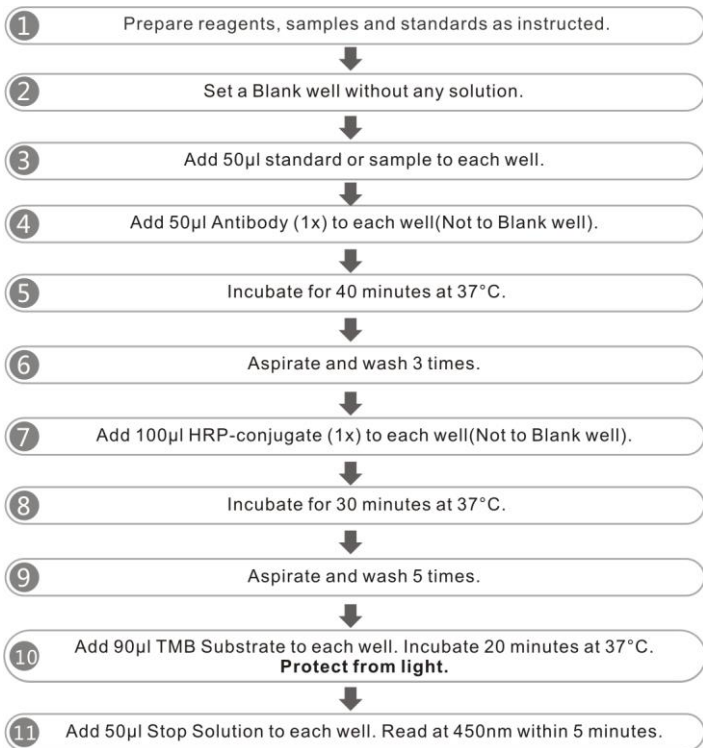 1 Prepare reagents, samples and standards as instructed.
2 Set a Blank well without any solution.
3 Add 50μl standard or sample to each well.
4 Add 50μl Antibody (1x) to each well(Not to Blank well).
5 Incubate for 40 minutes at 37°C.
6 Aspirate and wash 3 times.
7 Add 100μl HRP-conjugate (1x) to each well(Not to Blank well).
8 Incubate for 30 minutes at 37°C.
9 Aspirate and wash 5 times.
10 Add 90μl TMB Substrate to each well. Incubate 20 minutes at 37°C.
Protect from light.
11 Add 50μl Stop Solution to each well. Read at 450nm within 5 minutes.